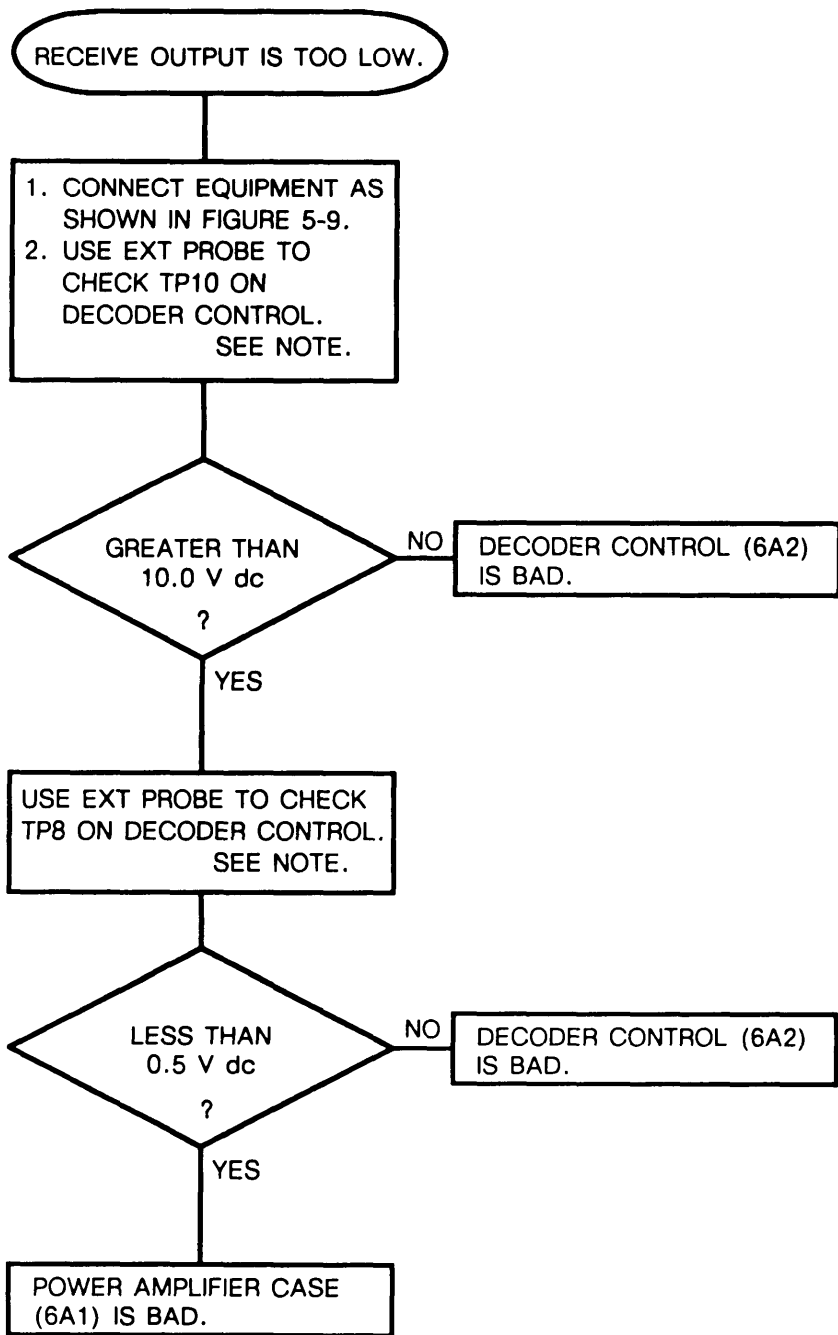 RECEIVE OUTPUT IS TOO LOW.
1. CONNECT EQUIPMENT AS
SHOWN IN FIGURE 5-9.
2. USE EXT PROBE TO
CHECK TP10 ON
DECODER CONTROL.
SEE NOTE.
GREATER THAN
10.0 V dc
?
NO
DECODER CONTROL (6A2)
IS BAD.
YES
USE EXT PROBE TO CHECK
TP8 ON DECODER CONTROL.
SEE NOTE.
LESS THAN
0.5 V dc
?
NO
DECODER CONTROL (6A2)
IS BAD.
YES
POWER AMPLIFIER CASE
(6A1) IS BAD.